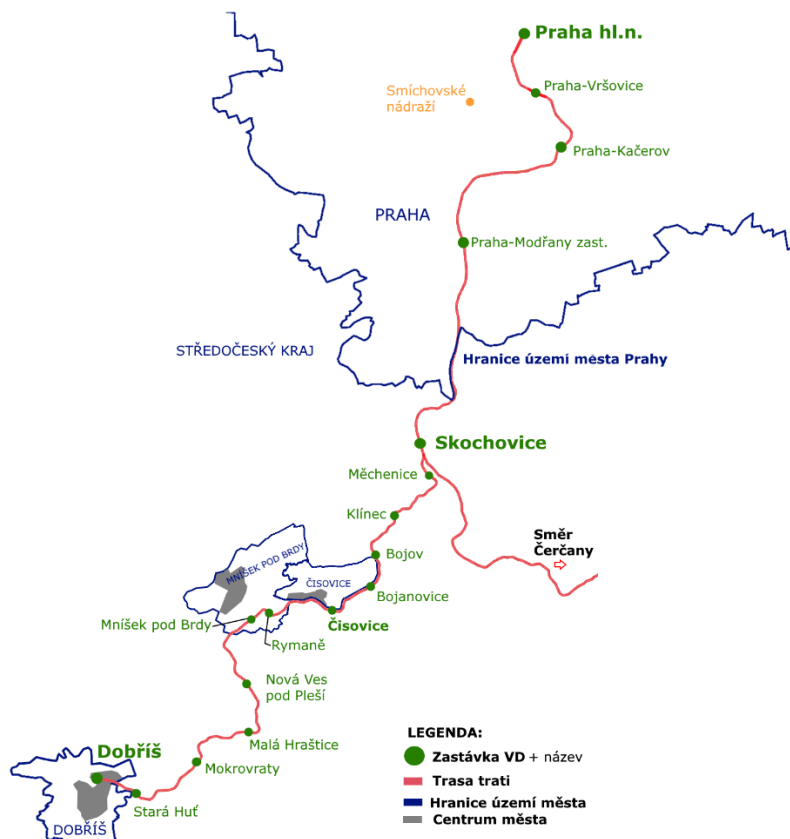 Praha hl.n.
Praha-Vršovice
Smíchovské
nádraží
Praha-Kačerov
PRAHA
Praha-Modřany zast.
STŘEDOČESKÝ KRAJ
Hranice území města Prahy
Skochovice
Měchenice
Klínec
Směr
Čerčany
Bojov
MNÍŠEK POD BRDY
ČISOVICE
Bojanovice
Mníšek pod Brdy
Čisovice
Rymaně
Nová Ves
pod Pleší
Malá Hraštice
Dobříš
Mokrovraty
Stará Huť
DOBŘÍŠ
LEGENDA:
Zastávka VD + název
Trasa trati
Hranice území města
Centrum města